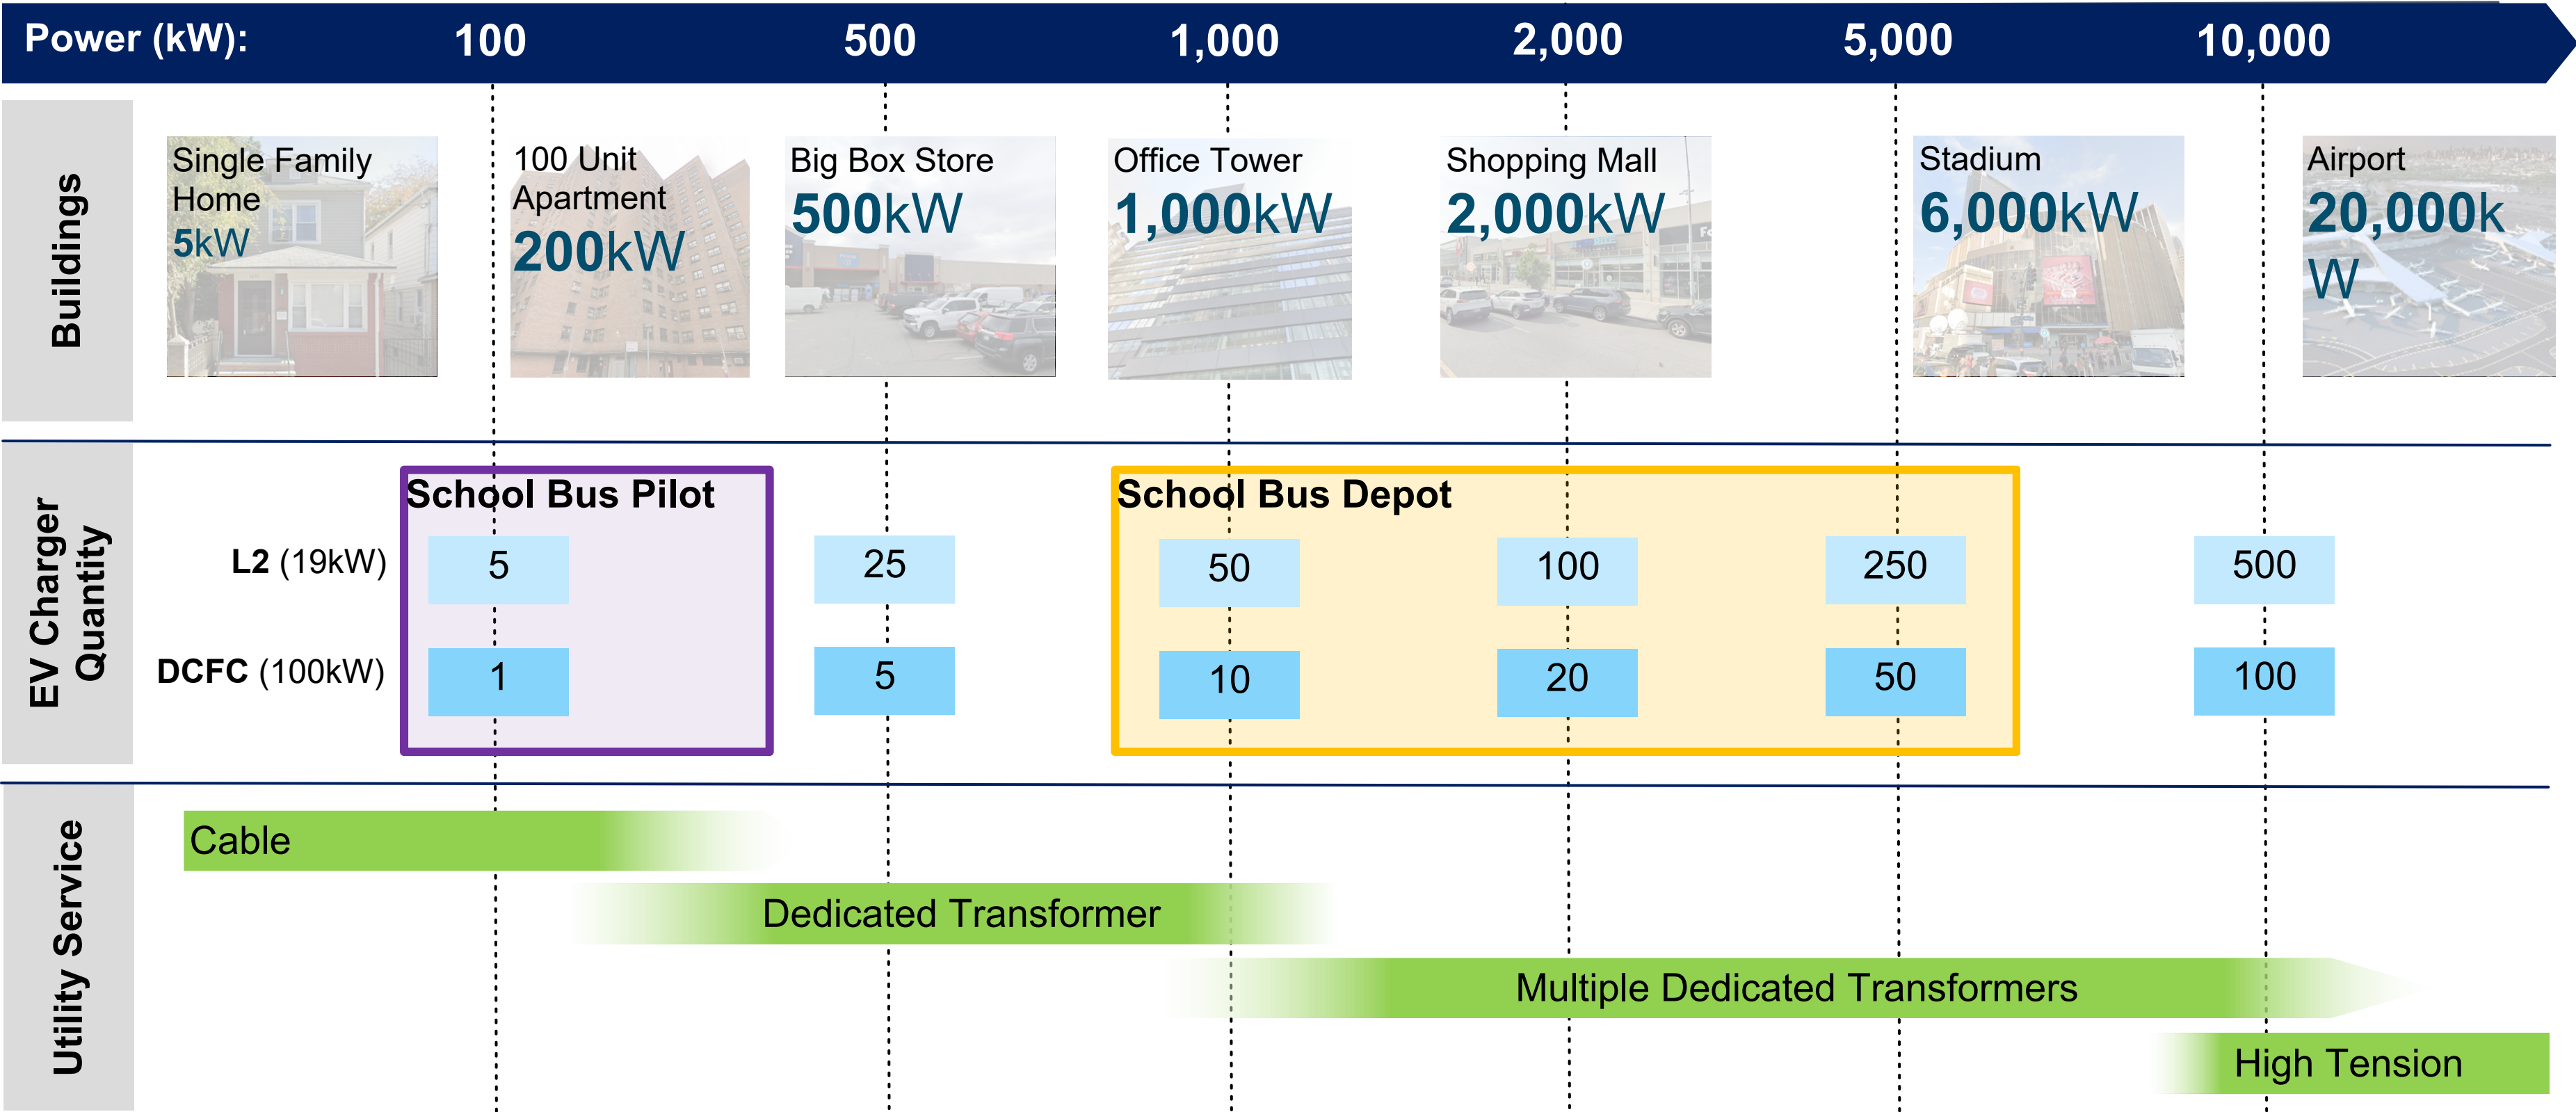 Power (kW): 100 500 1,000 2,000 5,000 10,000
Buildings
Single Family
Home
5kW
100 Unit
Apartment
200kW
Big Box Store
500kW
Office Tower
1,000kW
Shopping Mall
2,000kW
Stadium
6,000kW
Airport
20,000k
W
EV Charger
Quantity
School Bus Pilot
School Bus Depot
L2 (19kW) 5 25 50 100 250 500
DCFC (100kW) 1 5 10 20 50 100
Utility Service
Cable
Dedicated Transformer
Multiple Dedicated Transformers
High Tension